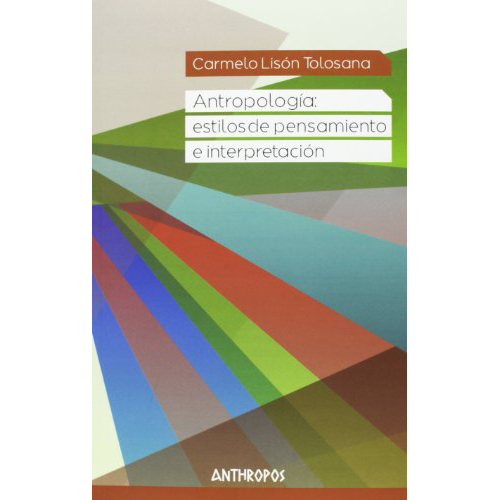 Carmelo Lisón Tolosana
Antropología:
estilos de pensamiento
e interpretación
ANTHROPOS